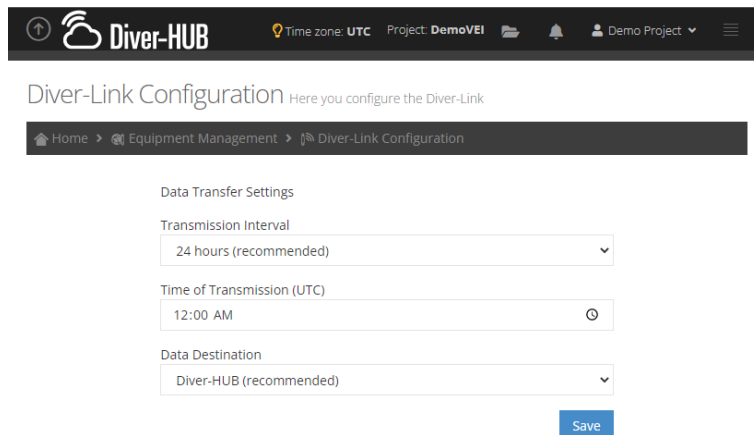 Diver-HUB Time zone: UTC Project: DemoVEI Demo Project
Diver-Link Configuration Here you configure the Diver-Link
Home > Equipment Management > Diver-Link Configuration
Data Transfer Settings
Transmission Interval
24 hours (recommended)
Time of Transmission (UTC)
12:00 AM
Data Destination
Diver-HUB (recommended)
Save